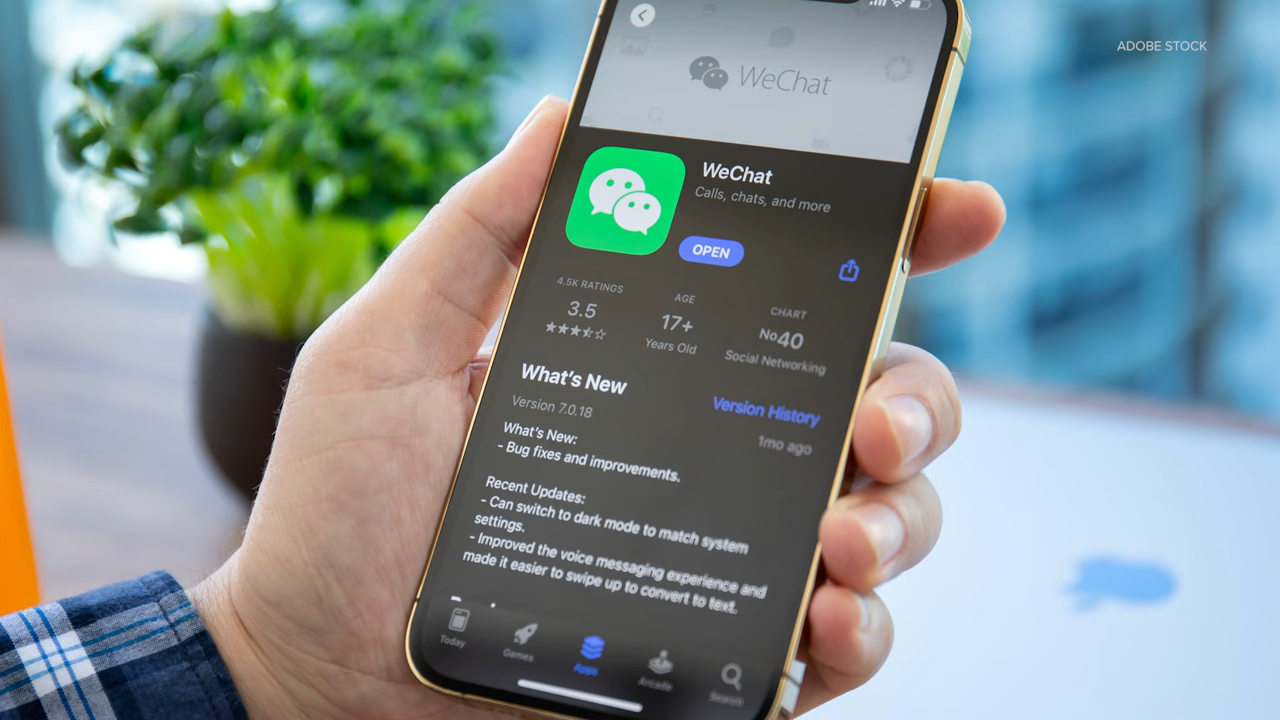 ADOBE STOCK
WeChat
WeChat
Calls, chats, and more
OPEN
4.5K RATINGS
3.5
AGE
17+
Years Old
CHART
No40
Social Networking
What's New
Version History
Version 7.0.18
1mo ago
What's New:
- Bug fixes and improvements.
Recent Updates:
- Can switch to dark mode to match system
settings.
- Improved the voice messaging experience and
made it easier to swipe up to convert to text.
Today
Games
Apps
Arcade
Search